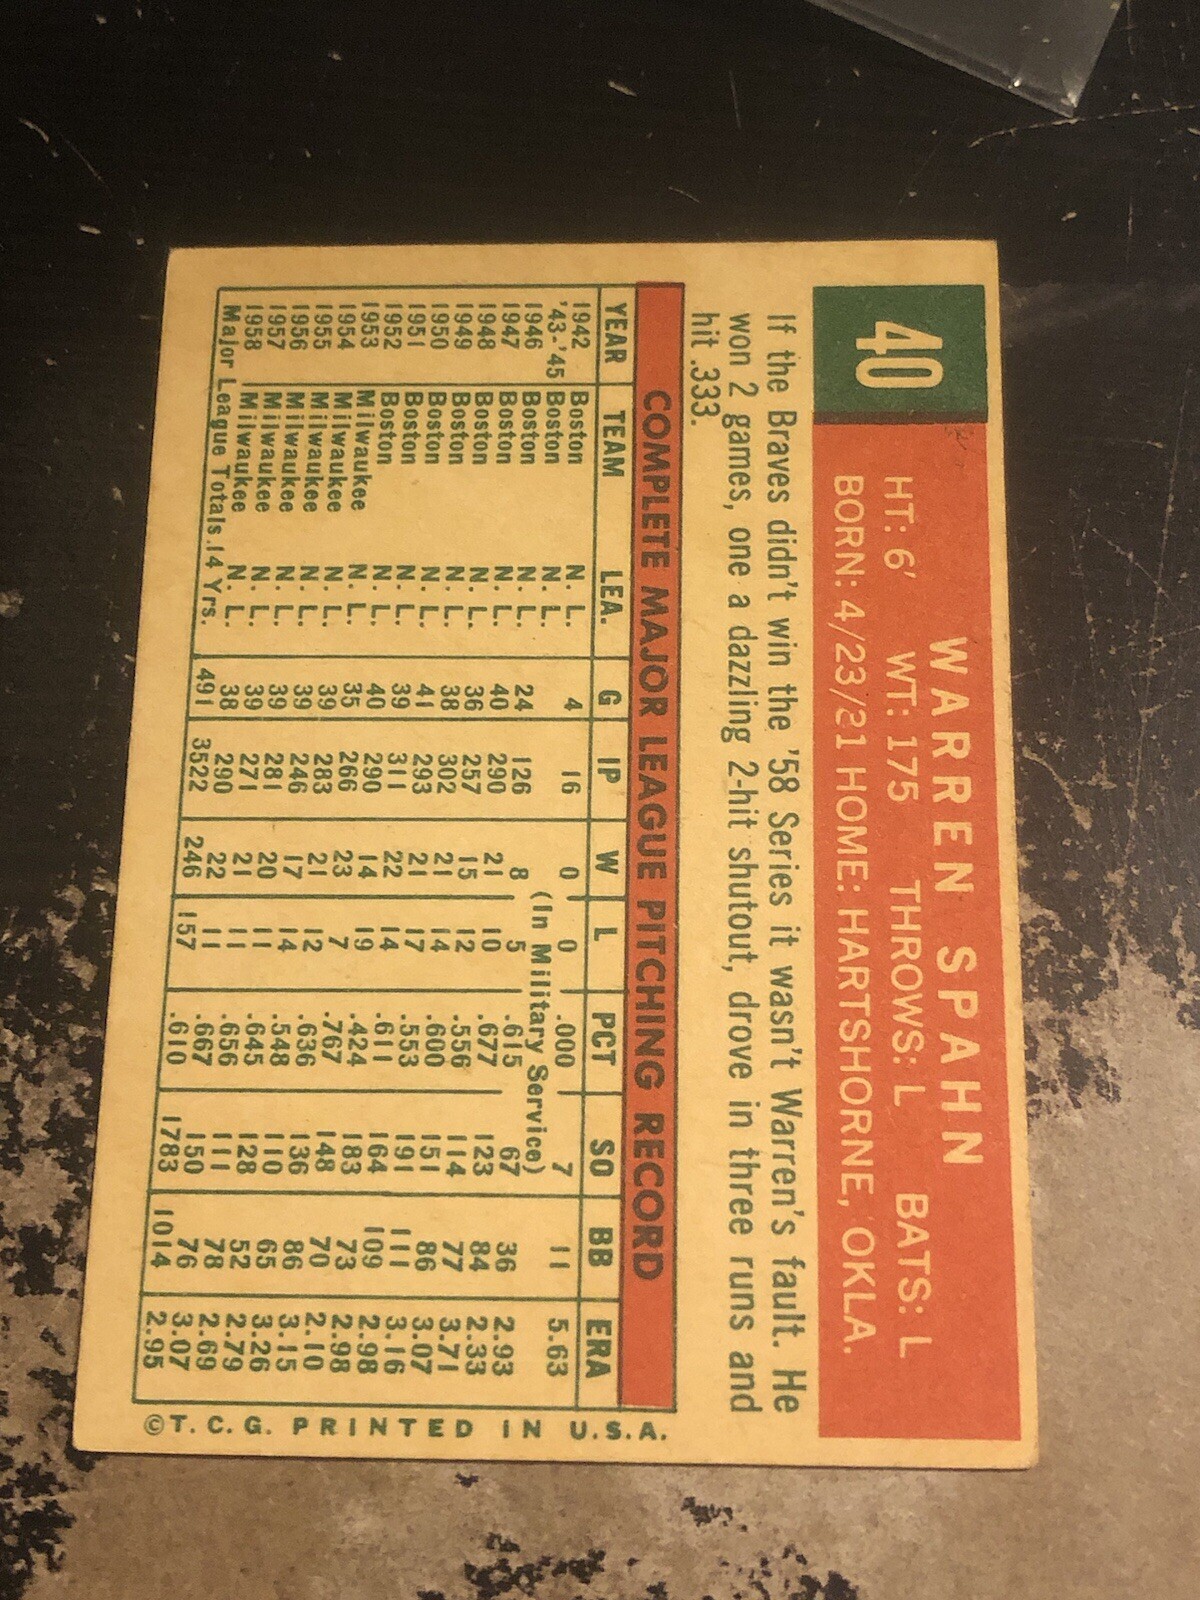 40
WARREN SPAHN
HT: 6' WT: 175 THROWS: L BATS: L
BORN: 4/23/21 HOME: HARTSHORNE, OKLA.
If the Braves didn't win the '58 Series it wasn't Warren's fault. He
won 2 games, one a dazzling 2-hit shutout, drove in three runs and
hit .333.
COMPLETE MAJOR LEAGUE PITCHING RECORD
YEAR TEAM LEA. G IP W L PCT SO BB ERA
1942 Boston N. L. 4 16 0 0 .000 7 11 5.63
'43-'45 Boston N. L. (In Military Service)
1946 Boston N. L. 24 126 8 5 .615 67 36 2.93
1947 Boston N. L. 40 290 21 10 .677 123 84 2.33
1948 Boston N. L. 36 257 15 12 .556 114 77 3.71
1949 Boston N. L. 38 302 21 14 .600 151 86 3.07
1950 Boston N. L. 41 293 21 17 .553 191 111 3.16
1951 Boston N. L. 39 311 22 14 .611 164 109 2.98
1952 Boston N. L. 40 290 14 19 .424 183 73 2.98
1953 Milwaukee N. L. 35 266 23 7 .767 148 70 2.10
1954 Milwaukee N. L. 39 283 21 12 .636 136 86 3.15
1955 Milwaukee N. L. 39 246 17 14 .548 110 65 3.26
1956 Milwaukee N. L. 39 281 20 11 .645 128 52 2.79
1957 Milwaukee N. L. 39 271 21 11 .656 111 78 2.69
1958 Milwaukee N. L. 38 290 22 11 .667 150 76 3.07
Major League Totals.14 Yrs. 491 3522 246 157 .610 1783 1014 2.95
©T. C. G. PRINTED IN U.S.A.